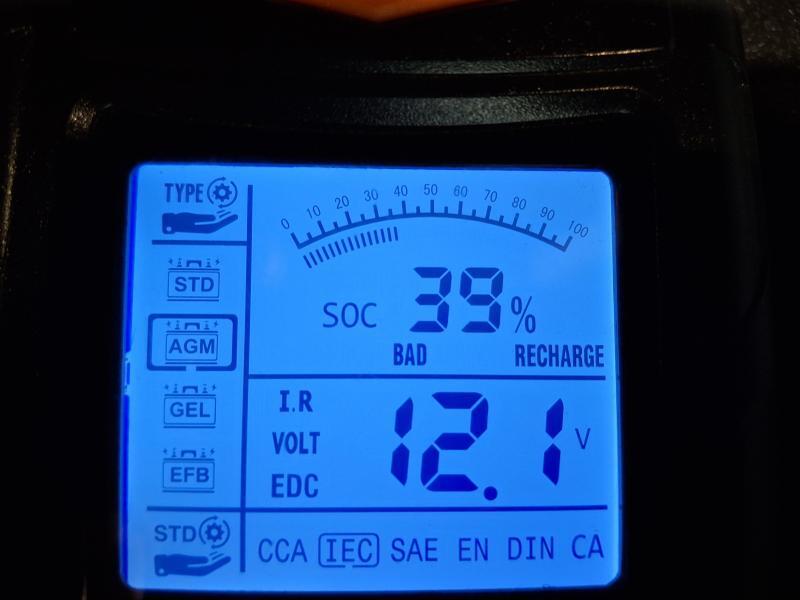 TYPE
STD
AGM
GEL
EFB
STD
0 10 20 30 40 50 60 70 80 90 100
SOC 39%
BAD RECHARGE
I.R
VOLT 12.1 V
EDC
CCA IEC SAE EN DIN CA